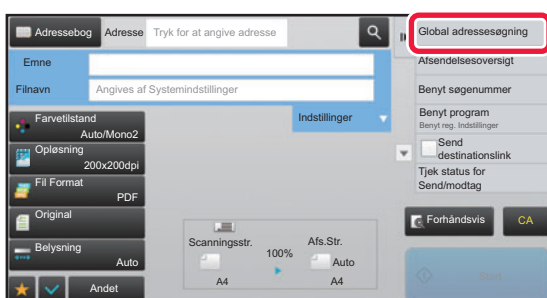 Adressebog
Adresse
Tryk for at angive adresse
Emne
Filnavn
Angives af Systemindstillinger
Farvetilstand
Auto/Mono2
Opløsning
200x200dpi
Fil Format
PDF
Original
Belysning
Auto
Andet
Indstillinger
Scanningsstr.
A4
100%
Afs.Str.
Auto
A4
Global adressesøgning
Afsendelsesoversigt
Benyt søgenummer
Benyt program
Benyt reg. Indstillinger
Send
destinationslink
Tjek status for
Send/modtag
Forhåndsvis
CA
Start